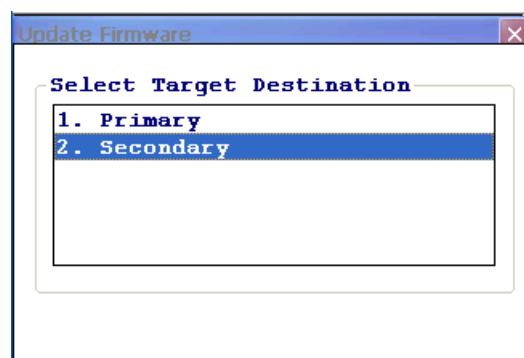 Update Firmware
Select Target Destination
1. Primary
2. Secondary